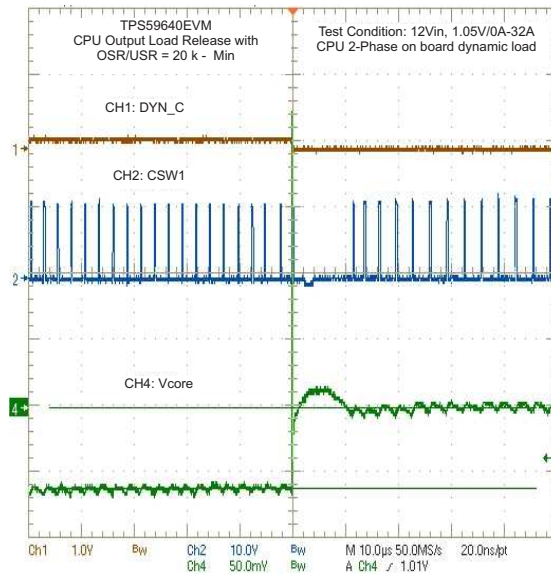 TPS59640EVM
CPU Output Load Release with
OSR/USR = 20 k - Min
Test Condition: 12Vin, 1.05V/0A-32A
CPU 2-Phase on board dynamic load
CH1: DYN_C
1
CH2: CSW1
2
CH4: Vcore
4
Ch1 1.0V Bw Ch2 10.0V Bw M 10.0µs 50.0MS/s 20.0ns/pt
Ch4 50.0mV Bw A Ch4 / 1.01V